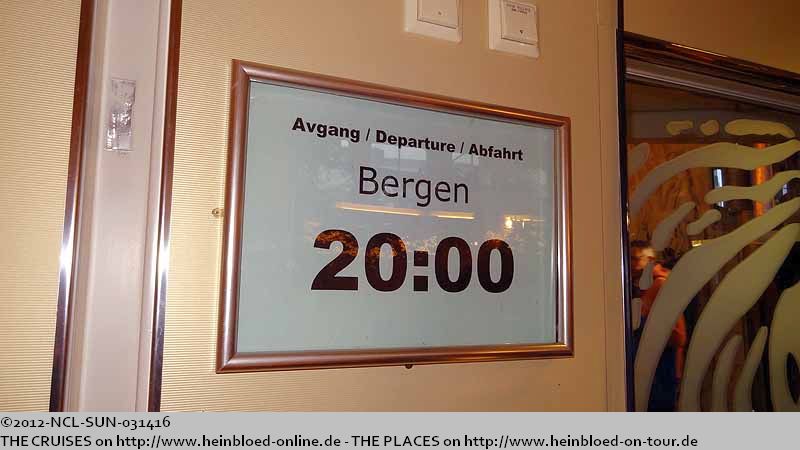 Avgang / Departure / Abfahrt
Bergen
20:00
©2012-NCL-SUN-031416
THE CRUISES on http://www.heinbloed-online.de - THE PLACES on http://www.heinbloed-on-tour.de